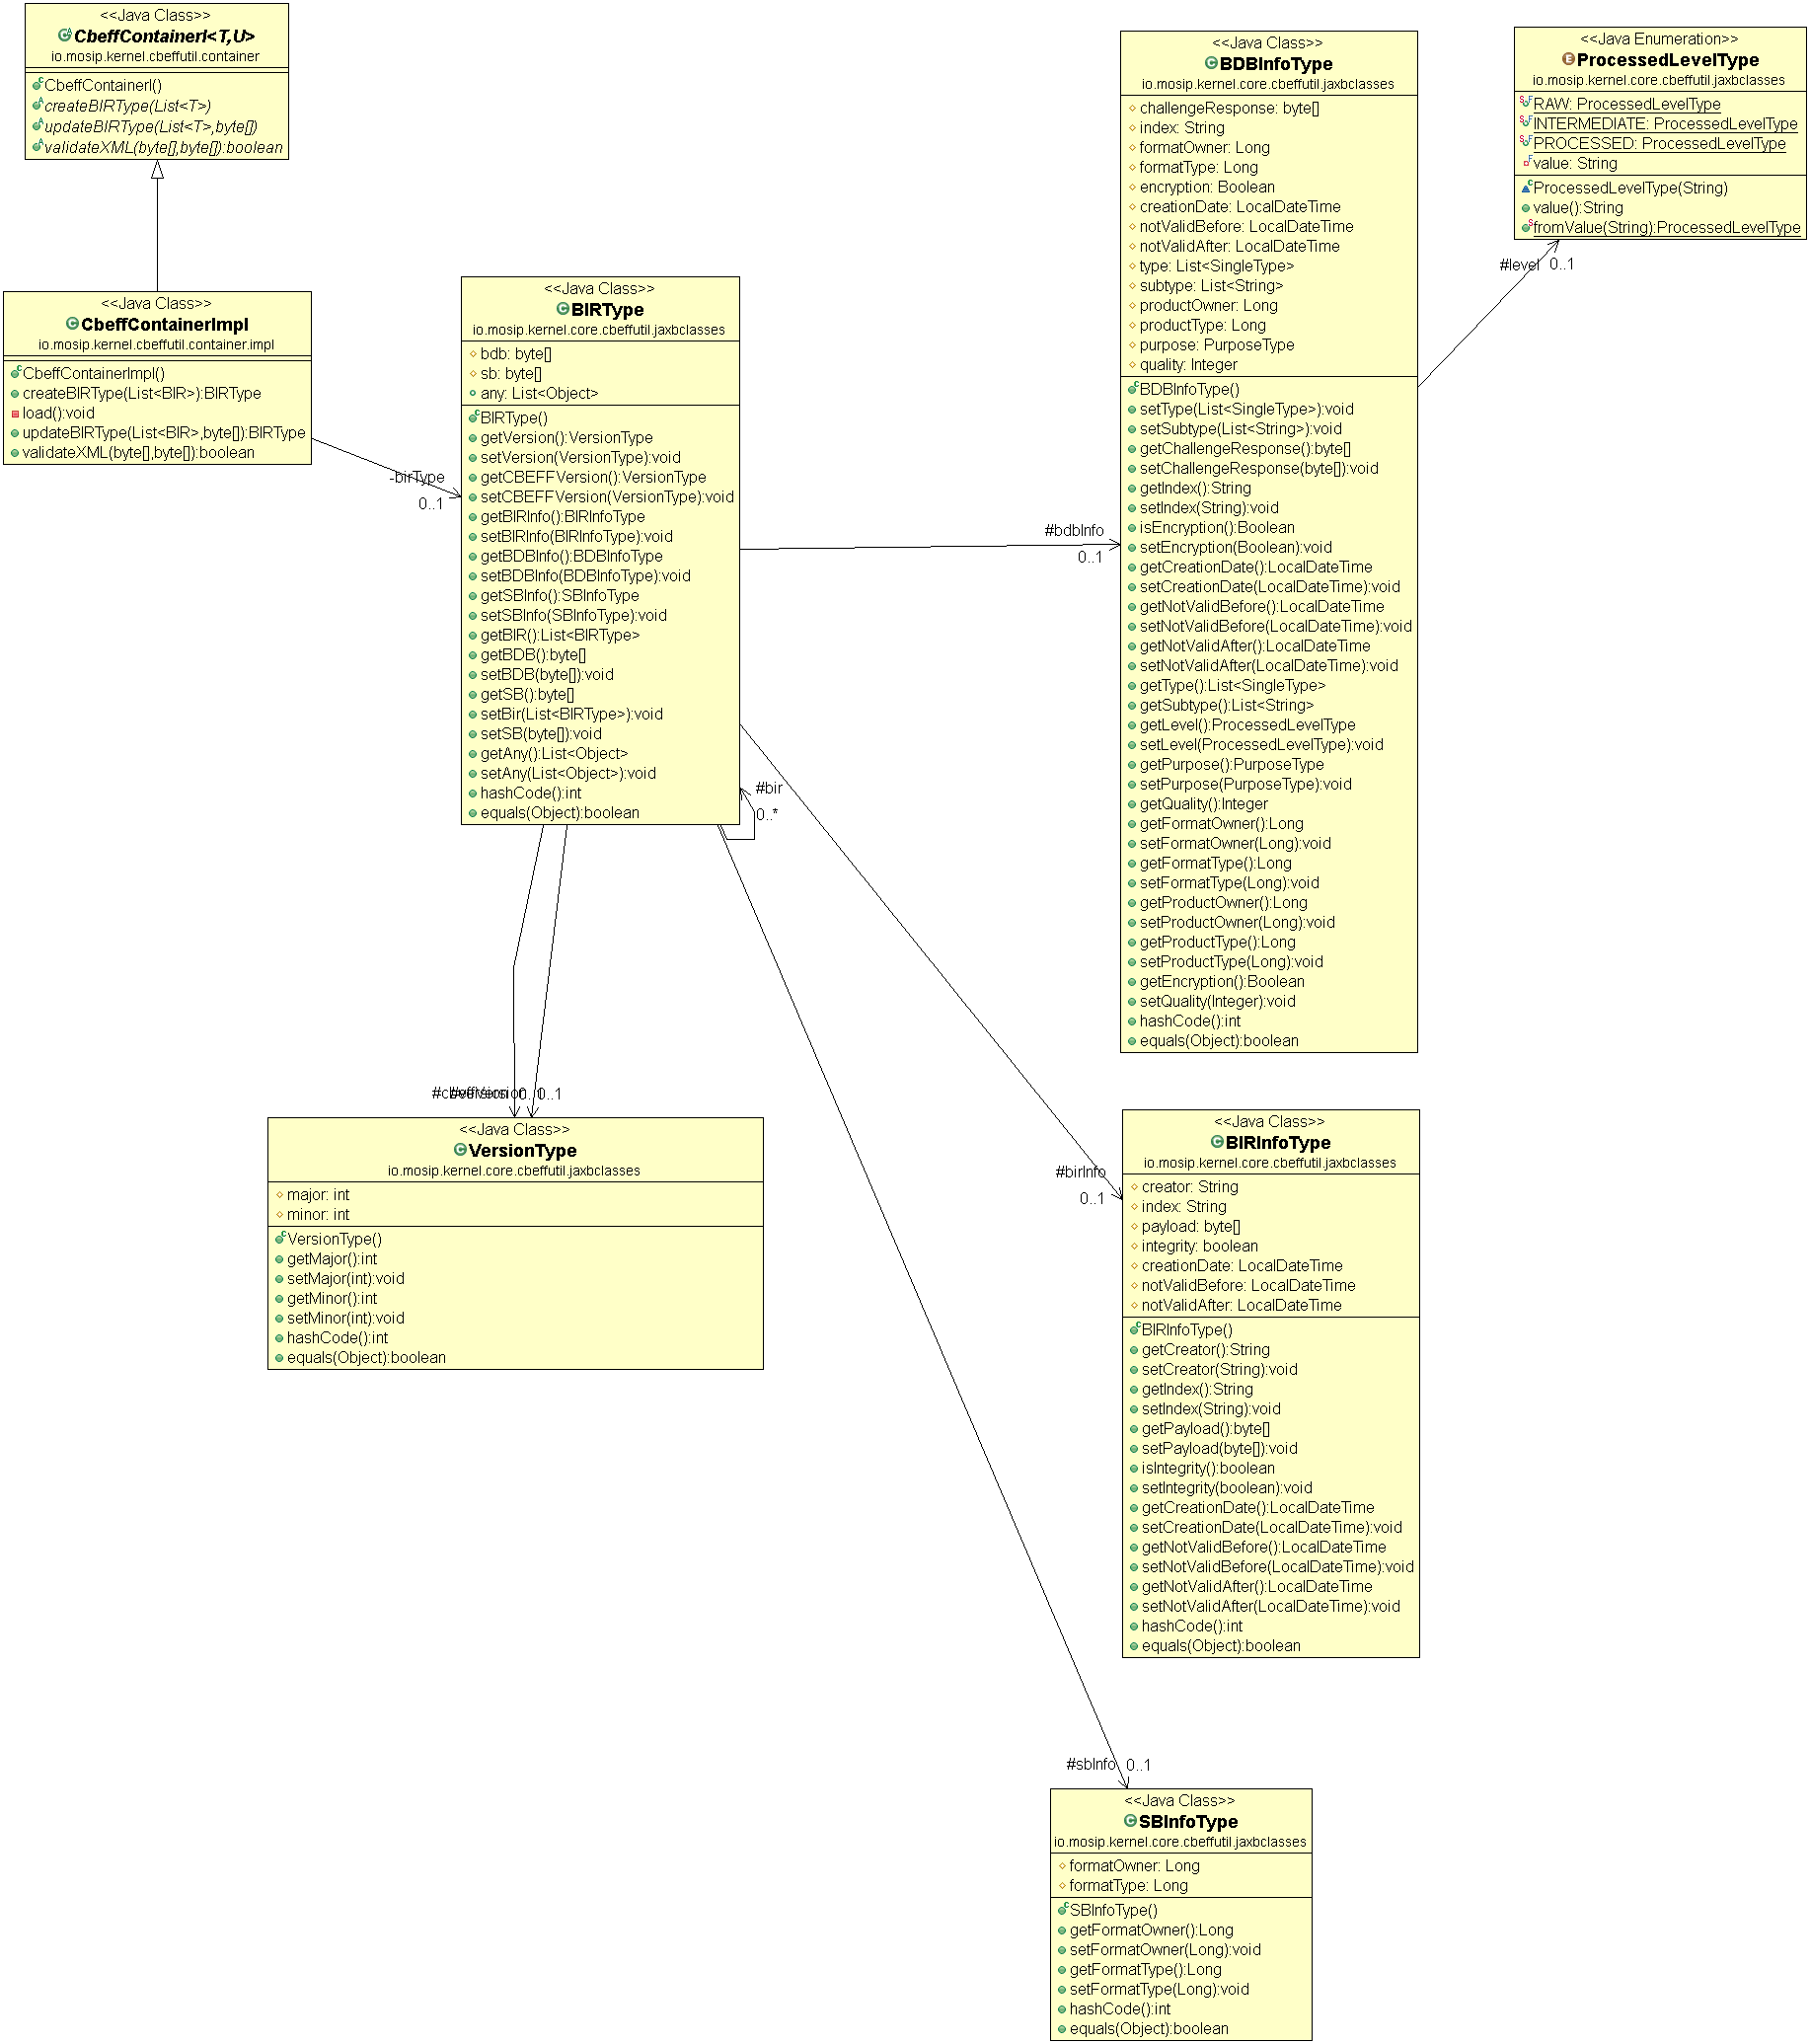 <<Java Class>>
CbeffContainerI<T,U>
io.mosip.kernel.cbeffutil.container
CbeffContainerI()
createBIRType(List<T>)
updateBIRType(List<T>,byte[])
validateXML(byte[],byte[]):boolean
<<Java Class>>
CbeffContainerImpl
io.mosip.kernel.cbeffutil.container.impl
CbeffContainerImpl()
createBIRType(List<BIR>):BIRType
load():void
updateBIRType(List<BIR>,byte[]):BIRType
validateXML(byte[],byte[]):boolean
-birType
0..1
<<Java Class>>
BIRType
io.mosip.kernel.core.cbeffutil.jaxbclasses
bdb: byte[]
sb: byte[]
any: List<Object>
BIRType()
getVersion():VersionType
setVersion(VersionType):void
getCBEFFVersion():VersionType
setCBEFFVersion(VersionType):void
getBIRInfo():BIRInfoType
setBIRInfo(BIRInfoType):void
getBDBInfo():BDBInfoType
setBDBInfo(BDBInfoType):void
getSBInfo():SBInfoType
setSBInfo(SBInfoType):void
getBIR():List<BIRType>
getBDB():byte[]
setBDB(byte[]):void
getSB():byte[]
setBir(List<BIRType>):void
setSB(byte[]):void
getAny():List<Object>
setAny(List<Object>):void
hashCode():int
equals(Object):boolean
#bir
0..*
#bdbInfo
0..1
<<Java Class>>
BDBInfoType
io.mosip.kernel.core.cbeffutil.jaxbclasses
challengeResponse: byte[]
index: String
formatOwner: Long
formatType: Long
encryption: Boolean
creationDate: LocalDateTime
notValidBefore: LocalDateTime
notValidAfter: LocalDateTime
type: List<SingleType>
subtype: List<String>
productOwner: Long
productType: Long
purpose: PurposeType
quality: Integer
BDBInfoType()
setType(List<SingleType>):void
setSubtype(List<String>):void
getChallengeResponse():byte[]
setChallengeResponse(byte[]):void
getIndex():String
setIndex(String):void
isEncryption():Boolean
setEncryption(Boolean):void
getCreationDate():LocalDateTime
setCreationDate(LocalDateTime):void
getNotValidBefore():LocalDateTime
setNotValidBefore(LocalDateTime):void
getNotValidAfter():LocalDateTime
setNotValidAfter(LocalDateTime):void
getType():List<SingleType>
getSubtype():List<String>
getLevel():ProcessedLevelType
setLevel(ProcessedLevelType):void
getPurpose():PurposeType
setPurpose(PurposeType):void
getQuality():Integer
getFormatOwner():Long
setFormatOwner(Long):void
getFormatType():Long
setFormatType(Long):void
getProductOwner():Long
setProductOwner(Long):void
getProductType():Long
setProductType(Long):void
getEncryption():Boolean
setQuality(Integer):void
hashCode():int
equals(Object):boolean
<<Java Enumeration>>
ProcessedLevelType
io.mosip.kernel.core.cbeffutil.jaxbclasses
RAW: ProcessedLevelType
INTERMEDIATE: ProcessedLevelType
PROCESSED: ProcessedLevelType
value: String
ProcessedLevelType(String)
value():String
fromValue(String):ProcessedLevelType
#level 0..1
0..1
<<Java Class>>
VersionType
io.mosip.kernel.core.cbeffutil.jaxbclasses
major: int
minor: int
VersionType()
getMajor():int
setMajor(int):void
getMinor():int
setMinor(int):void
hashCode():int
equals(Object):boolean
#birInfo
0..1
<<Java Class>>
BIRInfoType
io.mosip.kernel.core.cbeffutil.jaxbclasses
creator: String
index: String
payload: byte[]
integrity: boolean
creationDate: LocalDateTime
notValidBefore: LocalDateTime
notValidAfter: LocalDateTime
BIRInfoType()
getCreator():String
setCreator(String):void
getIndex():String
setIndex(String):void
getPayload():byte[]
setPayload(byte[]):void
isIntegrity():boolean
setIntegrity(boolean):void
getCreationDate():LocalDateTime
setCreationDate(LocalDateTime):void
getNotValidBefore():LocalDateTime
setNotValidBefore(LocalDateTime):void
getNotValidAfter():LocalDateTime
setNotValidAfter(LocalDateTime):void
hashCode():int
equals(Object):boolean
#sbInfo 0..1
<<Java Class>>
SBInfoType
io.mosip.kernel.core.cbeffutil.jaxbclasses
formatOwner: Long
formatType: Long
SBInfoType()
getFormatOwner():Long
setFormatOwner(Long):void
getFormatType():Long
setFormatType(Long):void
hashCode():int
equals(Object):boolean